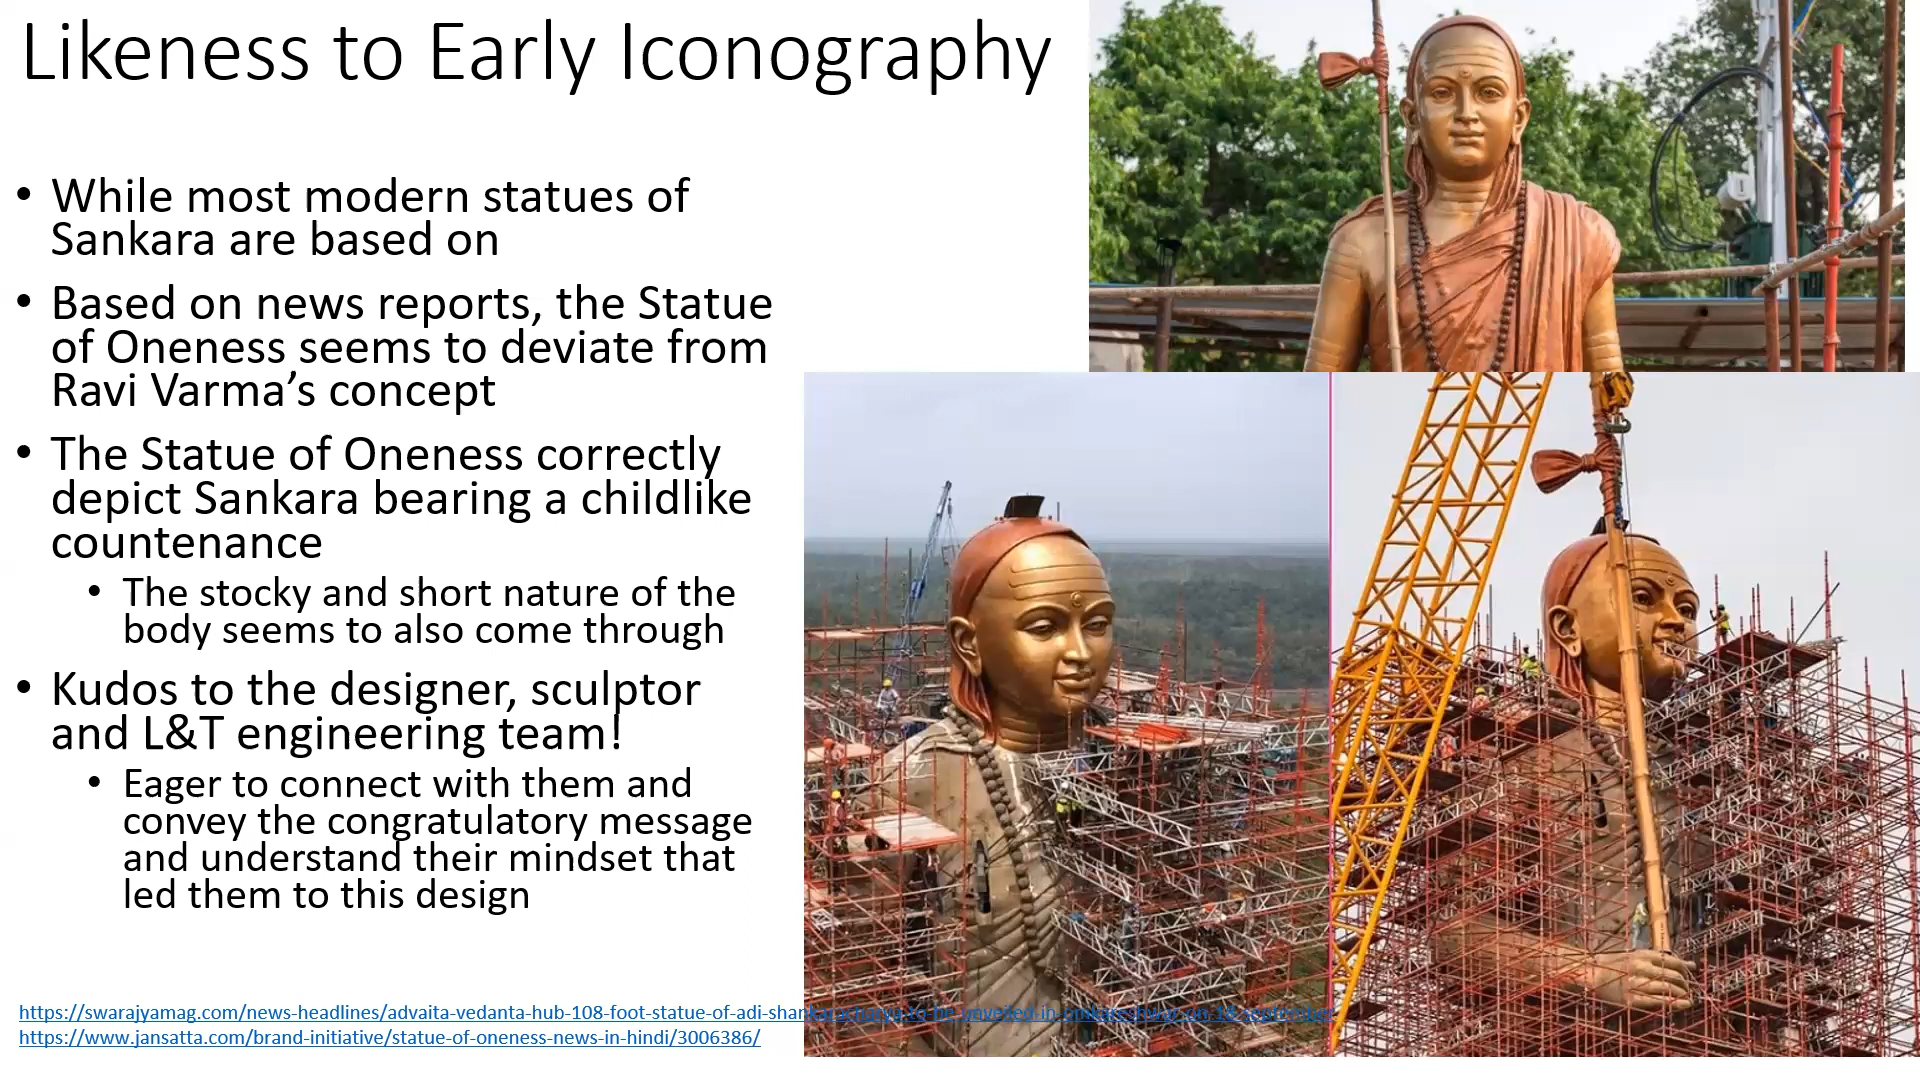 Likeness to Early Iconography
• While most modern statues of
Sankara are based on
• Based on news reports, the Statue
of Oneness seems to deviate from
Ravi Varma’s concept
• The Statue of Oneness correctly
depict Sankara bearing a childlike
countenance
• The stocky and short nature of the
body seems to also come through
• Kudos to the designer, sculptor
and L&T engineering team!
• Eager to connect with them and
convey the congratulatory message
and understand their mindset that
led them to this design
https://swarajyamag.com/news-headlines/advaita-vedanta-hub-108-foot-statue-of-adi-shankaracharya-to-be-unveiled-in-omkareshwar-on-18-september
https://www.jansatta.com/brand-initiative/statue-of-oneness-news-in-hindi/3006386/